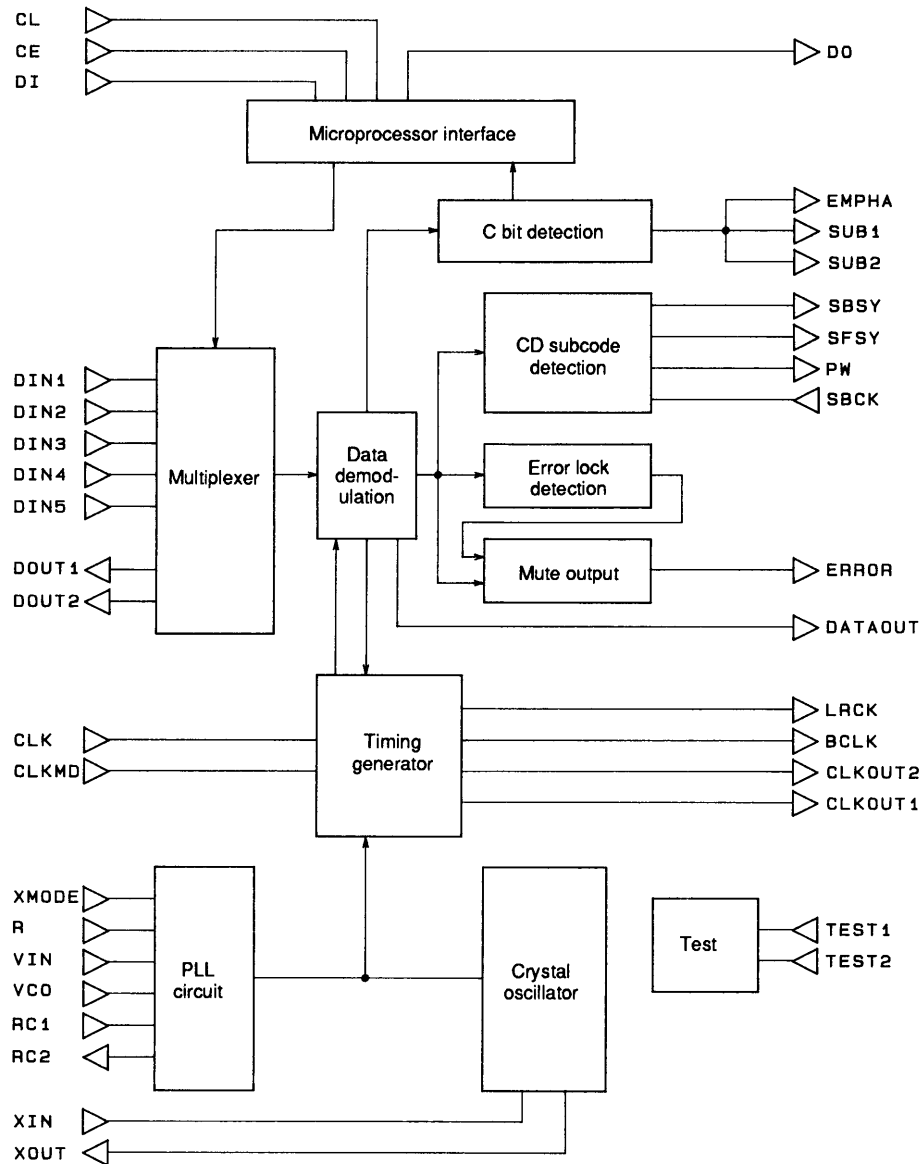 CL
CE
DI
DO
Microprocessor interface
C bit detection
EMPHA
SUB1
SUB2
CD subcode
detection
SBSY
SFSY
PW
SBCK
DIN1
DIN2
DIN3
DIN4
DIN5
DOUT1
DOUT2
Multiplexer
Data
demod-
ulation
Error lock
detection
Mute output
ERROR
DATAOUT
CLK
CLKMD
Timing
generator
LRCK
BCLK
CLKOUT2
CLKOUT1
XMODE
R
VIN
VCO
RC1
RC2
PLL
circuit
Crystal
oscillator
Test
TEST1
TEST2
XIN
XOUT